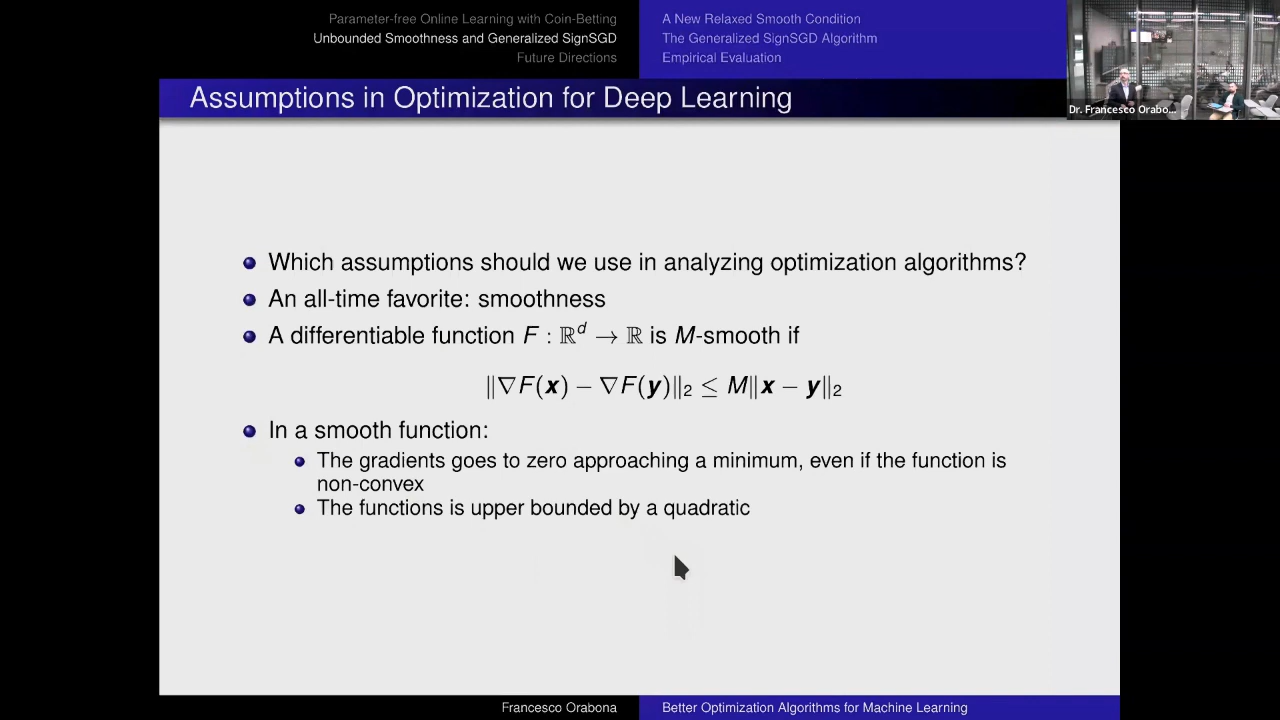 Parameter-free Online Learning with Coin-Betting
Unbounded Smoothness and Generalized SignSGD
Future Directions
A New Relaxed Smooth Condition
The Generalized SignSGD Algorithm
Empirical Evaluation
Dr. Francesco Orabo...
Assumptions in Optimization for Deep Learning
Which assumptions should we use in analyzing optimization algorithms?
An all-time favorite: smoothness
A differentiable function F : ℝ^d → ℝ is M-smooth if
‖∇F(x) − ∇F(y)‖₂ ≤ M‖x − y‖₂
In a smooth function:
The gradients goes to zero approaching a minimum, even if the function is
non-convex
The functions is upper bounded by a quadratic
Francesco Orabona
Better Optimization Algorithms for Machine Learning